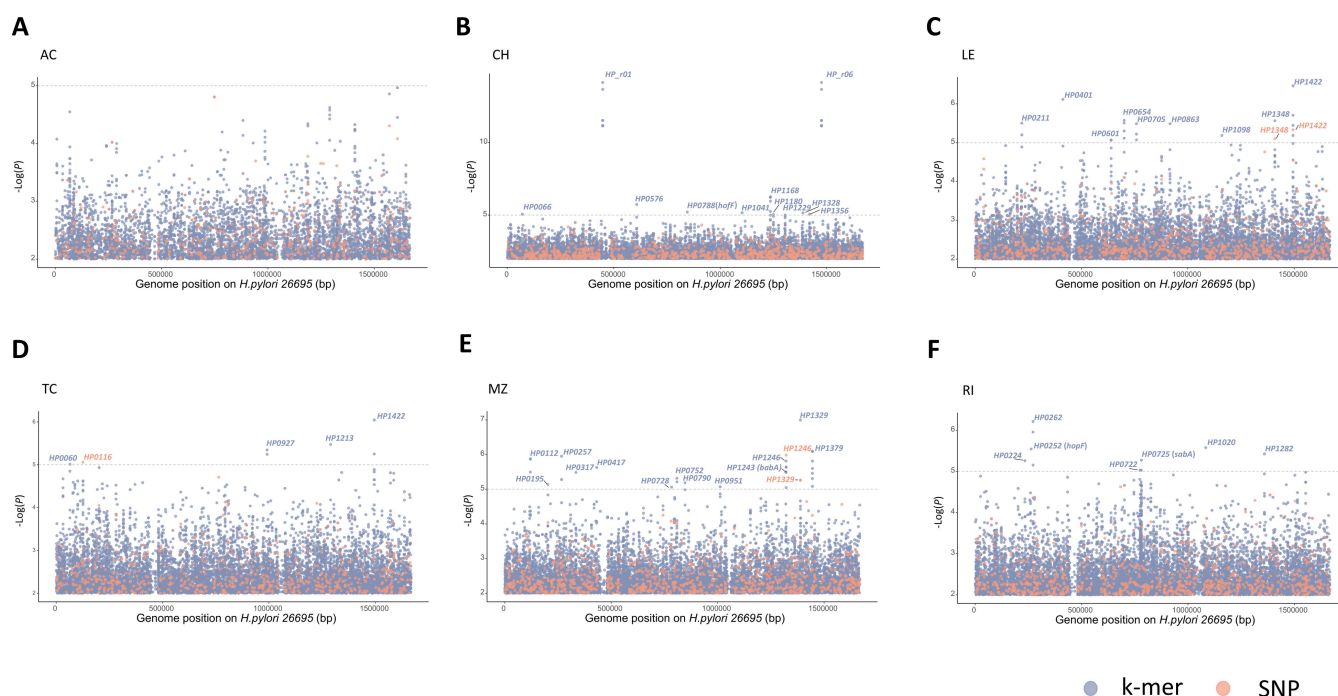 A
AC
5
4
3
2
-Log(P)
0
500000
1000000
1500000
Genome position on H.pylori 26695 (bp)
B
CH
HP_r01
HP_r06
10
5
-Log(P)
HP0066
HP0576
HP0788(hofF)
HP1041
HP1168
HP1180
HP1229
HP1328
HP1356
0
500000
1000000
1500000
Genome position on H.pylori 26695 (bp)
C
LE
6
5
4
3
2
-Log(P)
HP0211
HP0401
HP0601
HP0654
HP0705
HP0863
HP1098
HP1348
HP1348
HP1422
HP1422
0
500000
1000000
1500000
Genome position on H.pylori 26695 (bp)
D
TC
6
5
4
3
2
-Log(P)
HP0060
HP0116
HP0927
HP1213
HP1422
0
500000
1000000
1500000
Genome position on H.pylori 26695 (bp)
E
MZ
7
6
5
4
3
2
-Log(P)
HP0112
HP0257
HP0317
HP0417
HP0195
HP0728
HP0752
HP0790
HP0951
HP1246
HP1246
HP1243 (babA)
HP1329
HP1329
HP1379
0
500000
1000000
1500000
Genome position on H.pylori 26695 (bp)
F
RI
6
5
4
3
2
-Log(P)
HP0262
HP0252 (hopF)
HP0224
HP0725 (sabA)
HP0722
HP1020
HP1282
0
500000
1000000
1500000
Genome position on H.pylori 26695 (bp)
k-mer
SNP